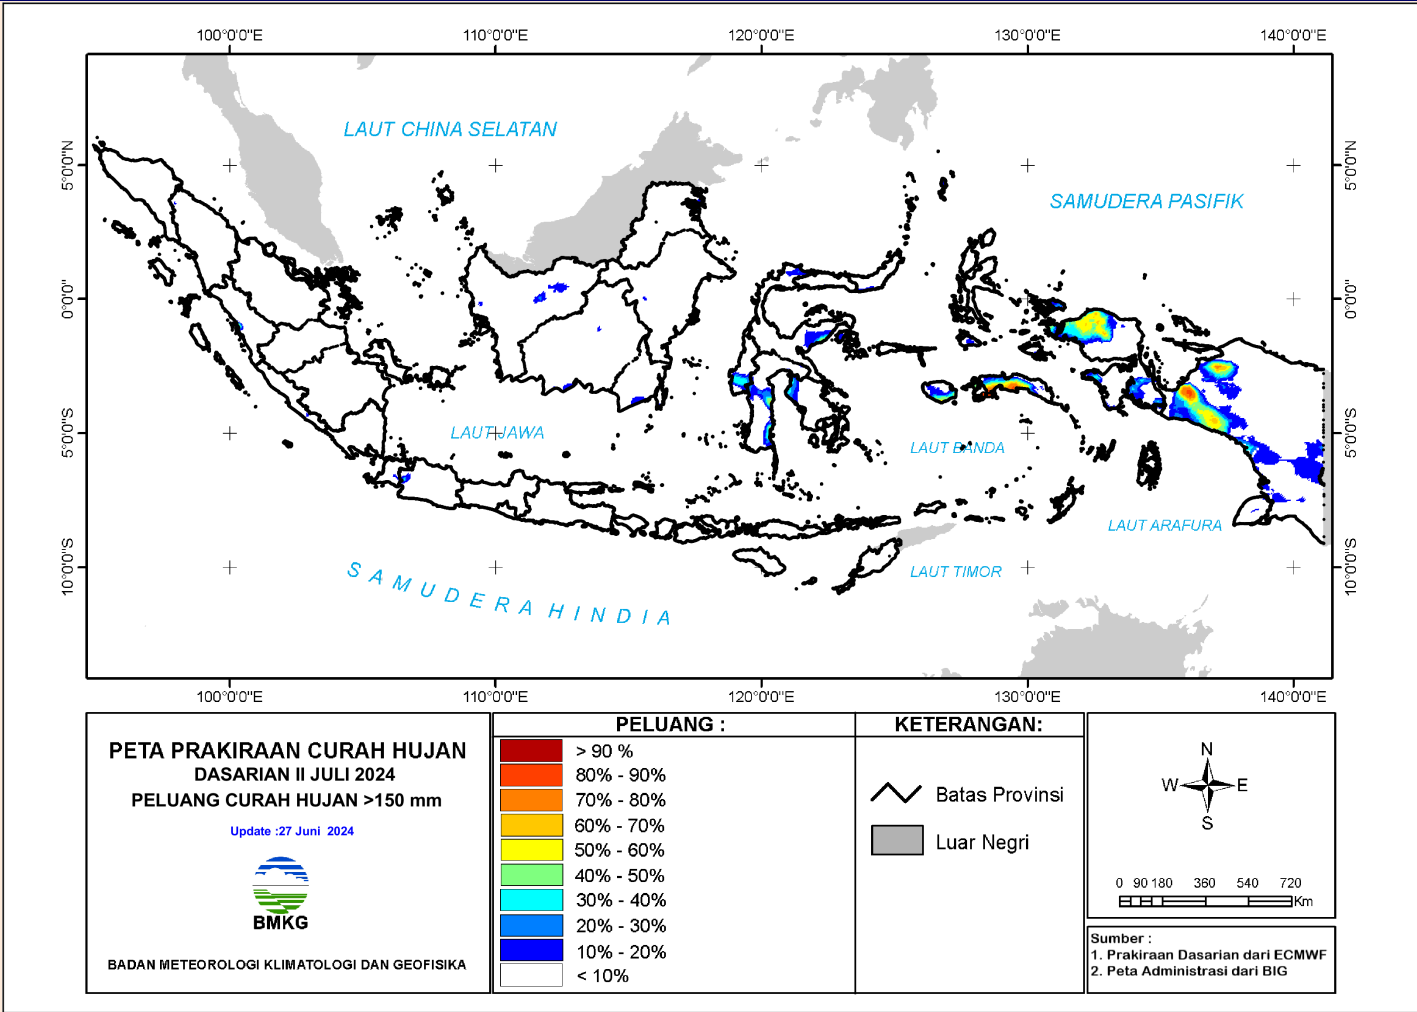 100°0'0"E 110°0'0"E 120°0'0"E 130°0'0"E 140°0'0"E
LAUT CHINA SELATAN
5°0'0"N
5°0'0"N
SAMUDERA PASIFIK
0°0'0"
0°0'0"
LAUT JAWA
LAUT BANDA
5°0'0"S
5°0'0"S
LAUT ARAFURA
LAUT TIMOR
10°0'0"S
10°0'0"S
SAMUDERA HINDIA
100°0'0"E 110°0'0"E 120°0'0"E 130°0'0"E 140°0'0"E
PETA PRAKIRAAN CURAH HUJAN
DASARIAN II JULI 2024
PELUANG CURAH HUJAN >150 mm
Update :27 Juni 2024
BMKG
BADAN METEOROLOGI KLIMATOLOGI DAN GEOFISIKA
PELUANG :
> 90 %
80% - 90%
70% - 80%
60% - 70%
50% - 60%
40% - 50%
30% - 40%
20% - 30%
10% - 20%
< 10%
KETERANGAN:
Batas Provinsi
Luar Negri
N
W E
S
0 90 180 360 540 720
Km
Sumber :
1. Prakiraan Dasarian dari ECMWF
2. Peta Administrasi dari BIG